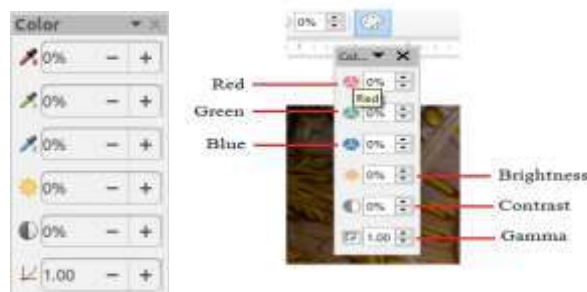 Color
0%
0%
0%
0%
0%
1.00
0%
Col...
Red
0%
Red
Green
0%
Blue
0%
0%
Brightness
0%
Contrast
1.00
Gamma